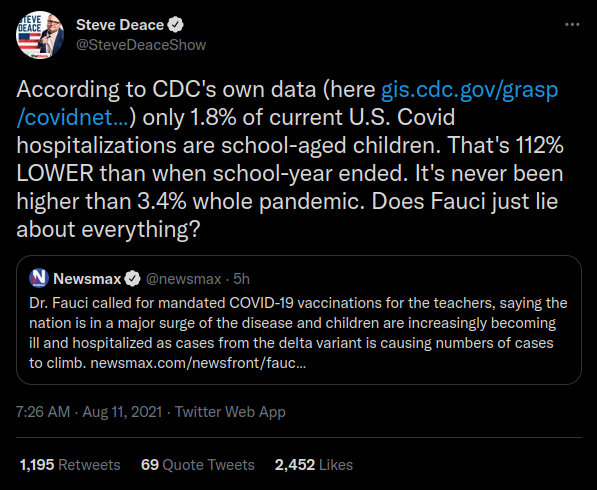 Steve Deace
@SteveDeaceShow
According to CDC's own data (here gis.cdc.gov/grasp
/covidnet...) only 1.8% of current U.S. Covid
hospitalizations are school-aged children. That's 112%
LOWER than when school-year ended. It's never been
higher than 3.4% whole pandemic. Does Fauci just lie
about everything?
Newsmax @newsmax · 5h
Dr. Fauci called for mandated COVID-19 vaccinations for the teachers, saying the
nation is in a major surge of the disease and children are increasingly becoming
ill and hospitalized as cases from the delta variant is causing numbers of cases
to climb. newsmax.com/newsfront/fauc...
7:26 AM · Aug 11, 2021 · Twitter Web App
1,195 Retweets 69 Quote Tweets 2,452 Likes